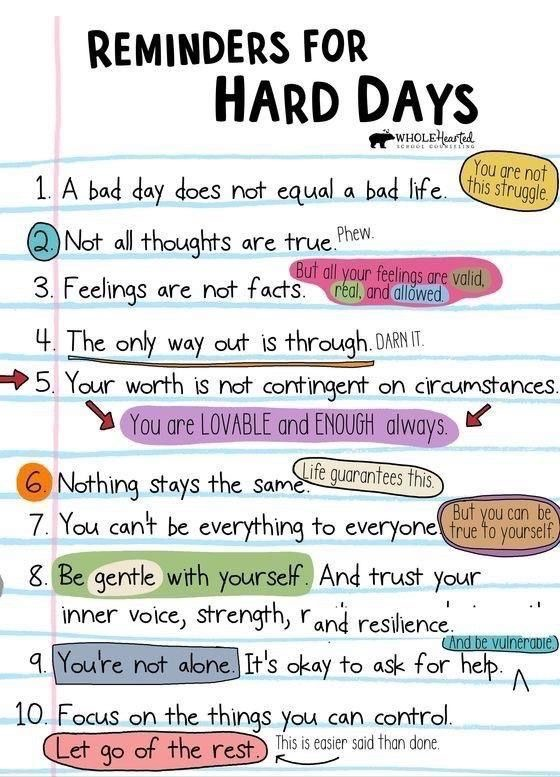 REMINDERS FOR
HARD DAYS
WHOLEHearted
SCHOOL COUNSELING
1. A bad day does not equal a bad life.
You are not
this struggle.
2. Not all thoughts are true. Phew.
3. Feelings are not facts.
But all your feelings are valid,
real, and allowed.
4. The only way out is through. DARN IT.
5. Your worth is not contingent on circumstances.
You are LOVABLE and ENOUGH always.
6. Nothing stays the same.
Life guarantees this.
7. You can't be everything to everyone
But you can be
true to yourself.
8. Be gentle with yourself. And trust your
inner voice, strength, and resilience.
And be vulnerable.
9. You're not alone. It's okay to ask for help.
10. Focus on the things you can control.
Let go of the rest. This is easier said than done.